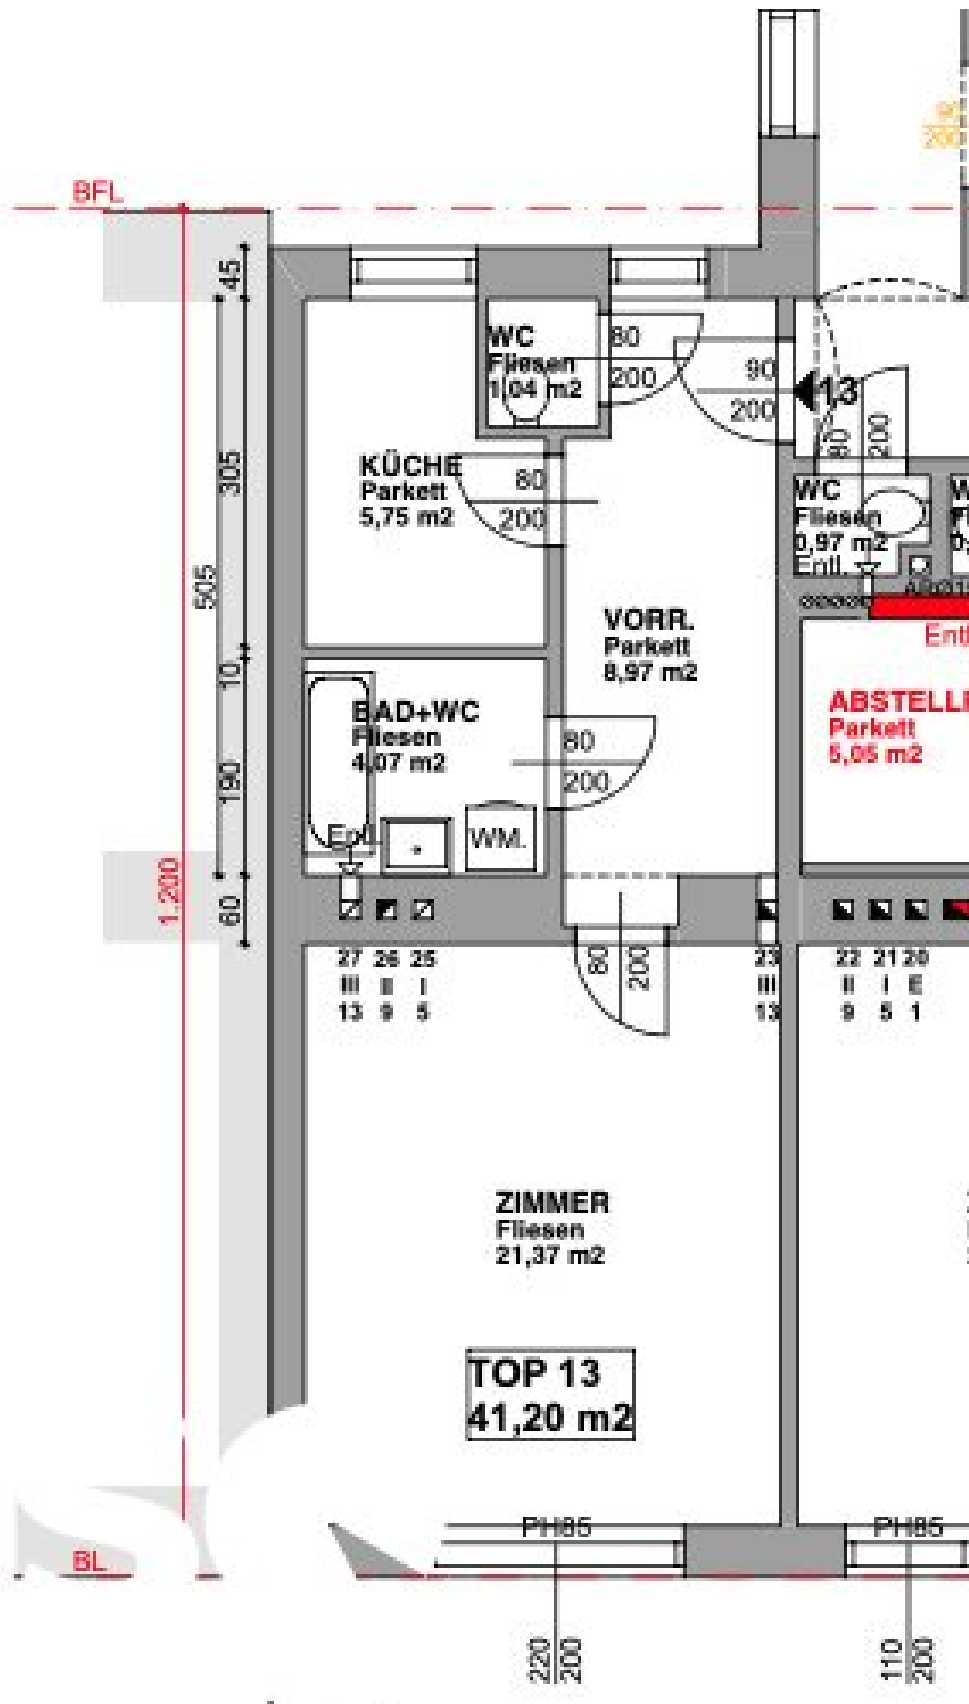 90
200
BFL
45
WC
Fliesen
1,04 m2
80
200
90
200
13
80
200
KÜCHE
Parkett
5,75 m2
80
200
305
505
WC
Fliesen
0,97 m2
Entl.
VORR.
Parkett
8,97 m2
ABSTELLR
Parkett
5,05 m2
10
BAD+WC
Fliesen
4,07 m2
80
200
190
WM.
1.200
60
80
200
27
26
25
III
II
I
13
9
5
23
III
13
22
21
20
II
I
E
9
5
1
ZIMMER
Fliesen
21,37 m2
TOP 13
41,20 m2
PH85
PH85
BL
220
200
110
200